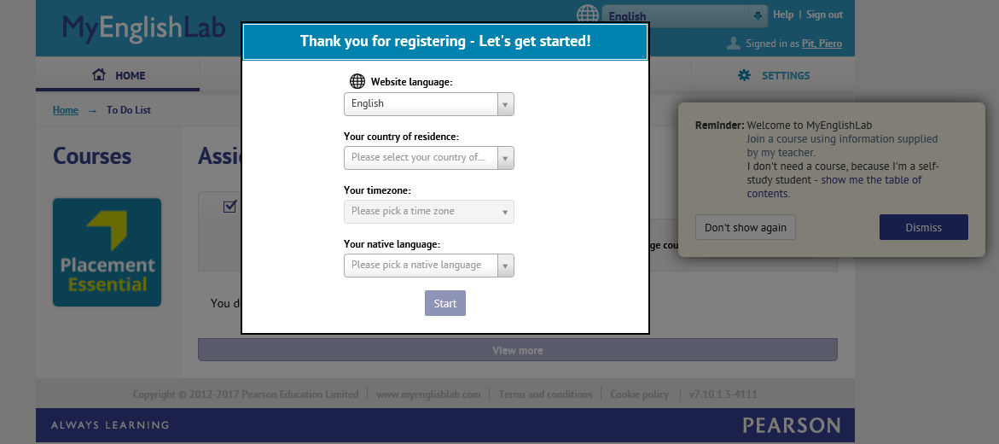 MyEnglishLab
English
Help | Sign out
Signed in as Pit, Piero
HOME
SETTINGS
Home → To Do List
Courses
Placement
Essential
Thank you for registering - Let's get started!
Website language:
English
Your country of residence:
Please select your country of...
Your timezone:
Please pick a time zone
Your native language:
Please pick a native language
Start
Reminder: Welcome to MyEnglishLab
Join a course using information supplied
by my teacher.
I don't need a course, because I'm a self-
study student - show me the table of
contents.
Don't show again
Dismiss
You
View more
Copyright © 2012-2017 Pearson Education Limited
www.myenglishlab.com
Terms and conditions
Cookie policy
v7.10.1.3-4111
ALWAYS LEARNING
PEARSON